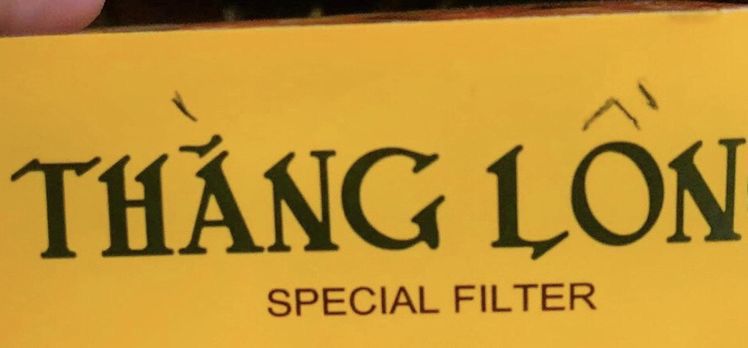 THẰNG LỒN
SPECIAL FILTER